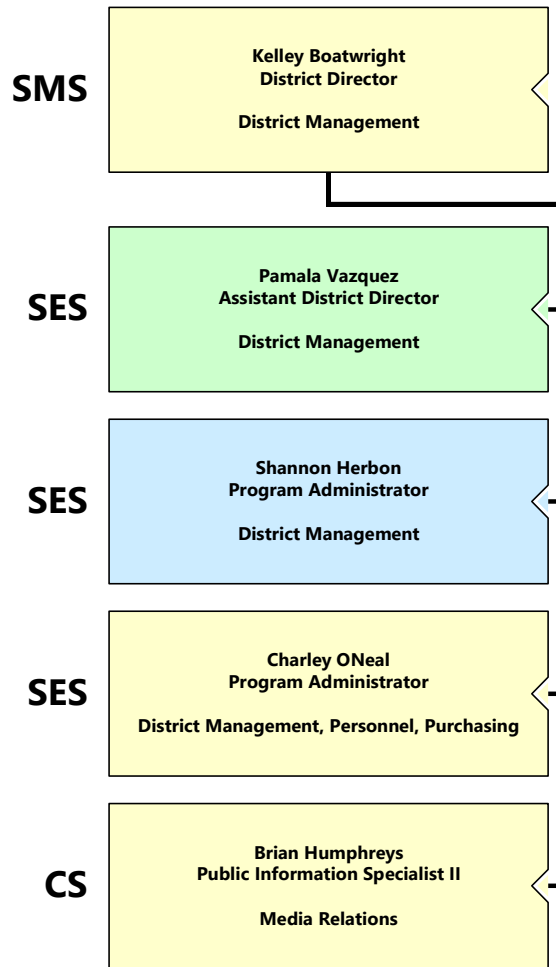 SMS
Kelley Boatwright
District Director
District Management
SES
Pamala Vazquez
Assistant District Director
District Management
SES
Shannon Herbon
Program Administrator
District Management
SES
Charley ONeal
Program Administrator
District Management, Personnel, Purchasing
CS
Brian Humphreys
Public Information Specialist II
Media Relations